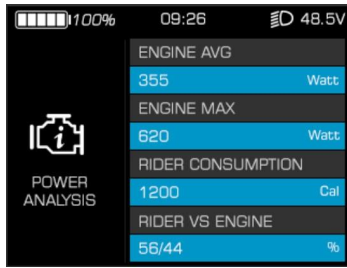 100% 09:26 48.5V
ENGINE AVG
355 Watt
ENGINE MAX
620 Watt
i
POWER
ANALYSIS
RIDER CONSUMPTION
1200 Cal
RIDER VS ENGINE
56/44 %